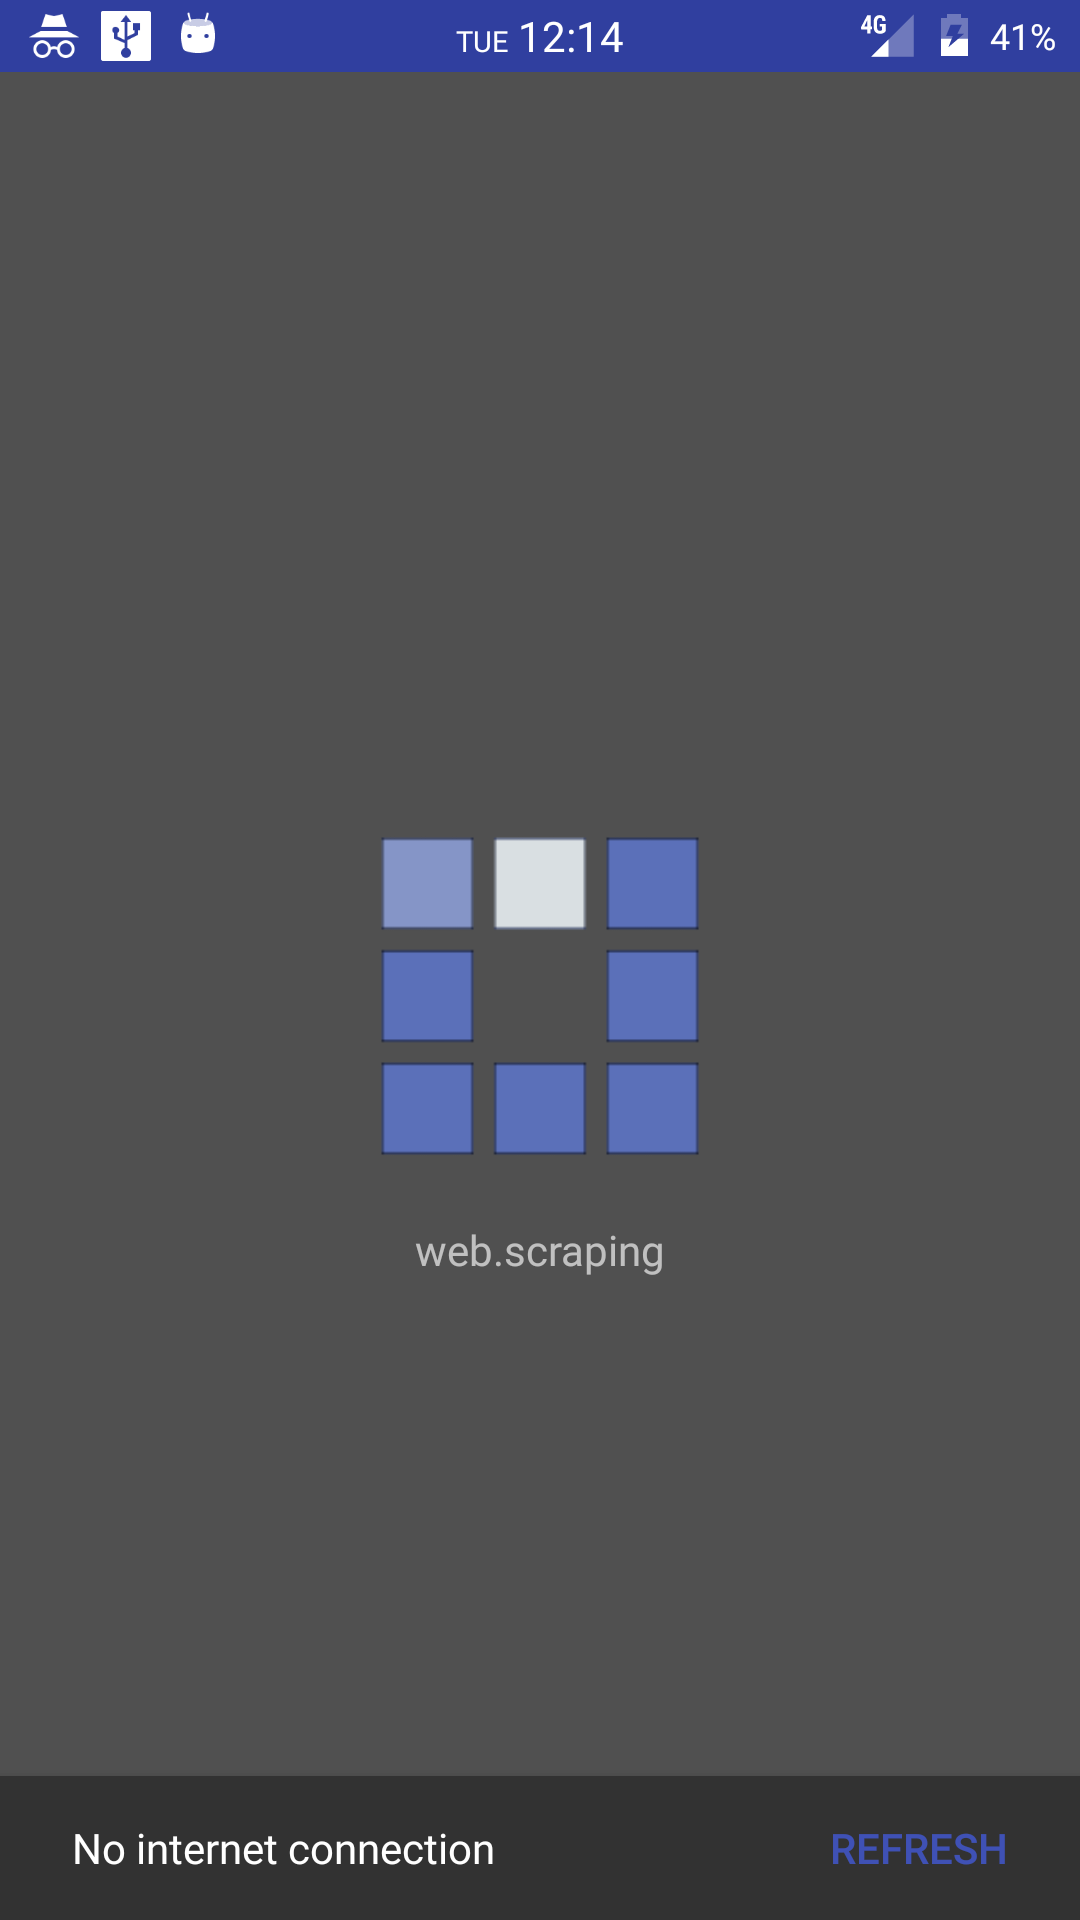 TUE 12:14
4G
41%
web.scraping
No internet connection
REFRESH